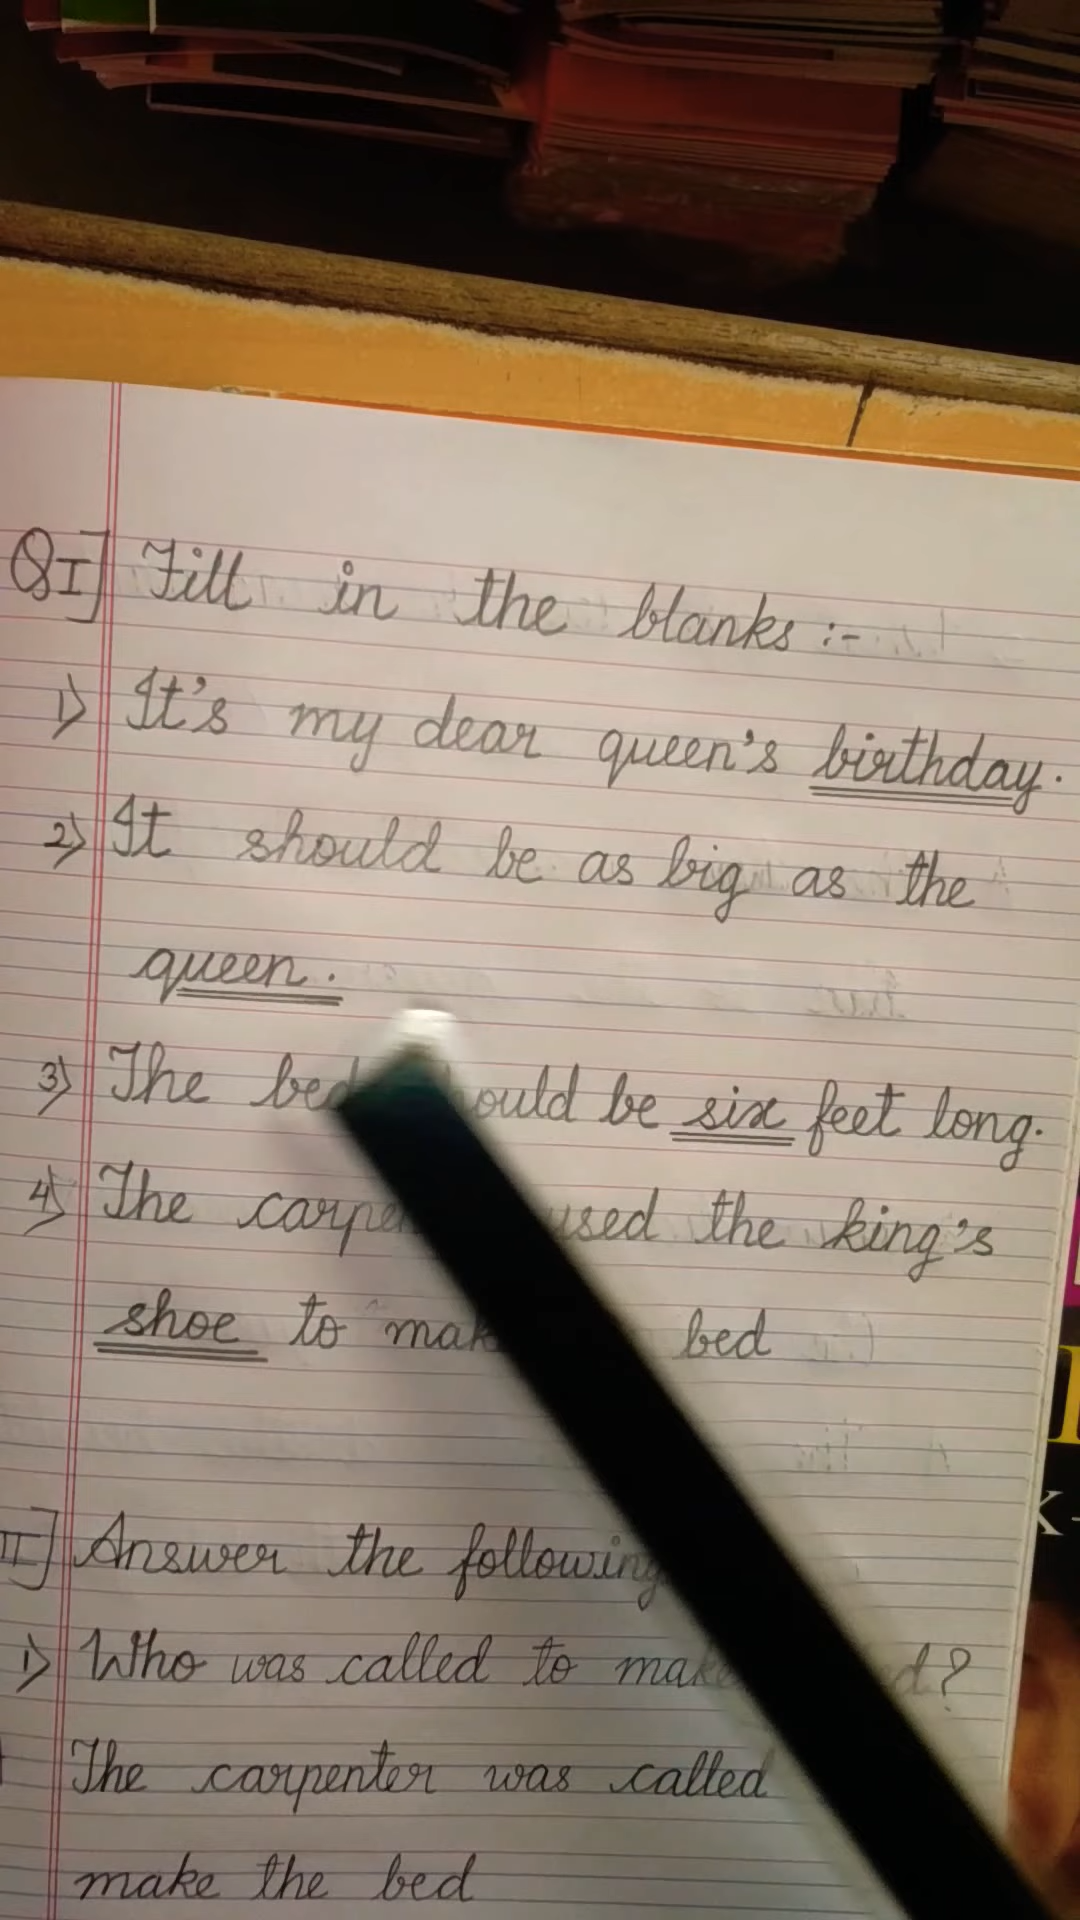 QI] Fill in the blanks :-
1) It's my dear queen's birthday.
2) It should be as big as the
queen.
3) The be ould be six feet long.
4) The carpe used the king's
shoe to mak bed
II] Answer the following
1) Who was called to make d?
The carpenter was called
make the bed
K-